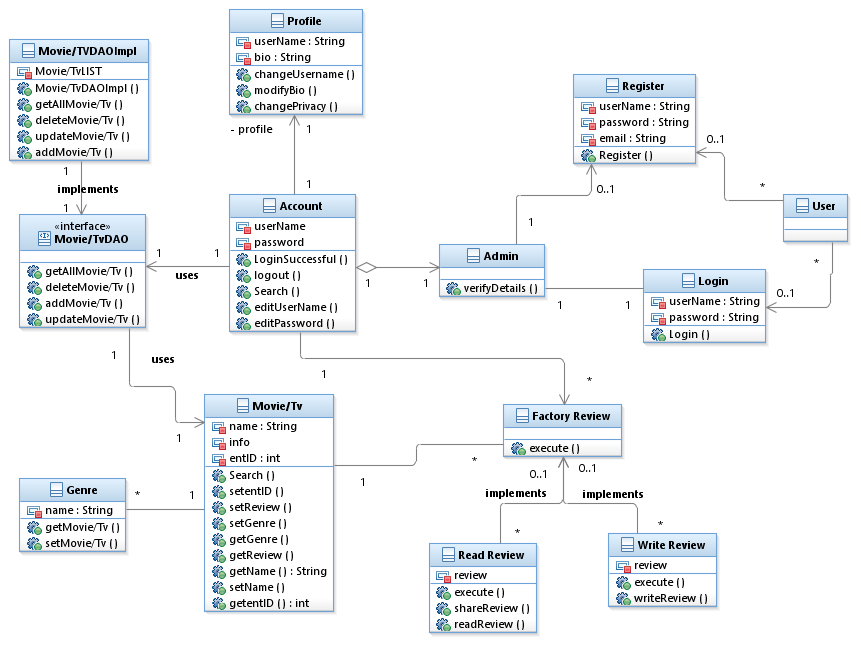 Profile
userName : String
bio : String
changeUsername ()
modifyBio ()
changePrivacy ()
Movie/TVDAOImpl
Movie/TvLIST
Movie/TvDAOImpl ()
getAllMovie/Tv ()
deleteMovie/Tv ()
updateMovie/Tv ()
addMovie/Tv ()
Register
userName : String
password : String
email : String
Register ()
- profile
1
1
1
implements
1
0..1
0..1
1
*
User
Account
userName
password
LoginSuccessful ()
logout ()
Search ()
editUserName ()
editPassword ()
«interface»
Movie/TvDAO
getAllMovie/Tv ()
deleteMovie/Tv ()
addMovie/Tv ()
updateMovie/Tv ()
1
1
uses
Admin
verifyDetails ()
1
1
1
1
Login
userName : String
password : String
Login ()
*
0..1
1
uses
1
1
*
Movie/Tv
name : String
info
entID : int
Search ()
setentID ()
setReview ()
setGenre ()
getGenre ()
getReview ()
getName () : String
setName ()
getentID () : int
Factory Review
execute ()
1
*
Genre
name : String
getMovie/Tv ()
setMovie/Tv ()
*
1
0..1
0..1
implements
implements
*
*
Read Review
review
execute ()
shareReview ()
readReview ()
Write Review
review
execute ()
writeReview ()